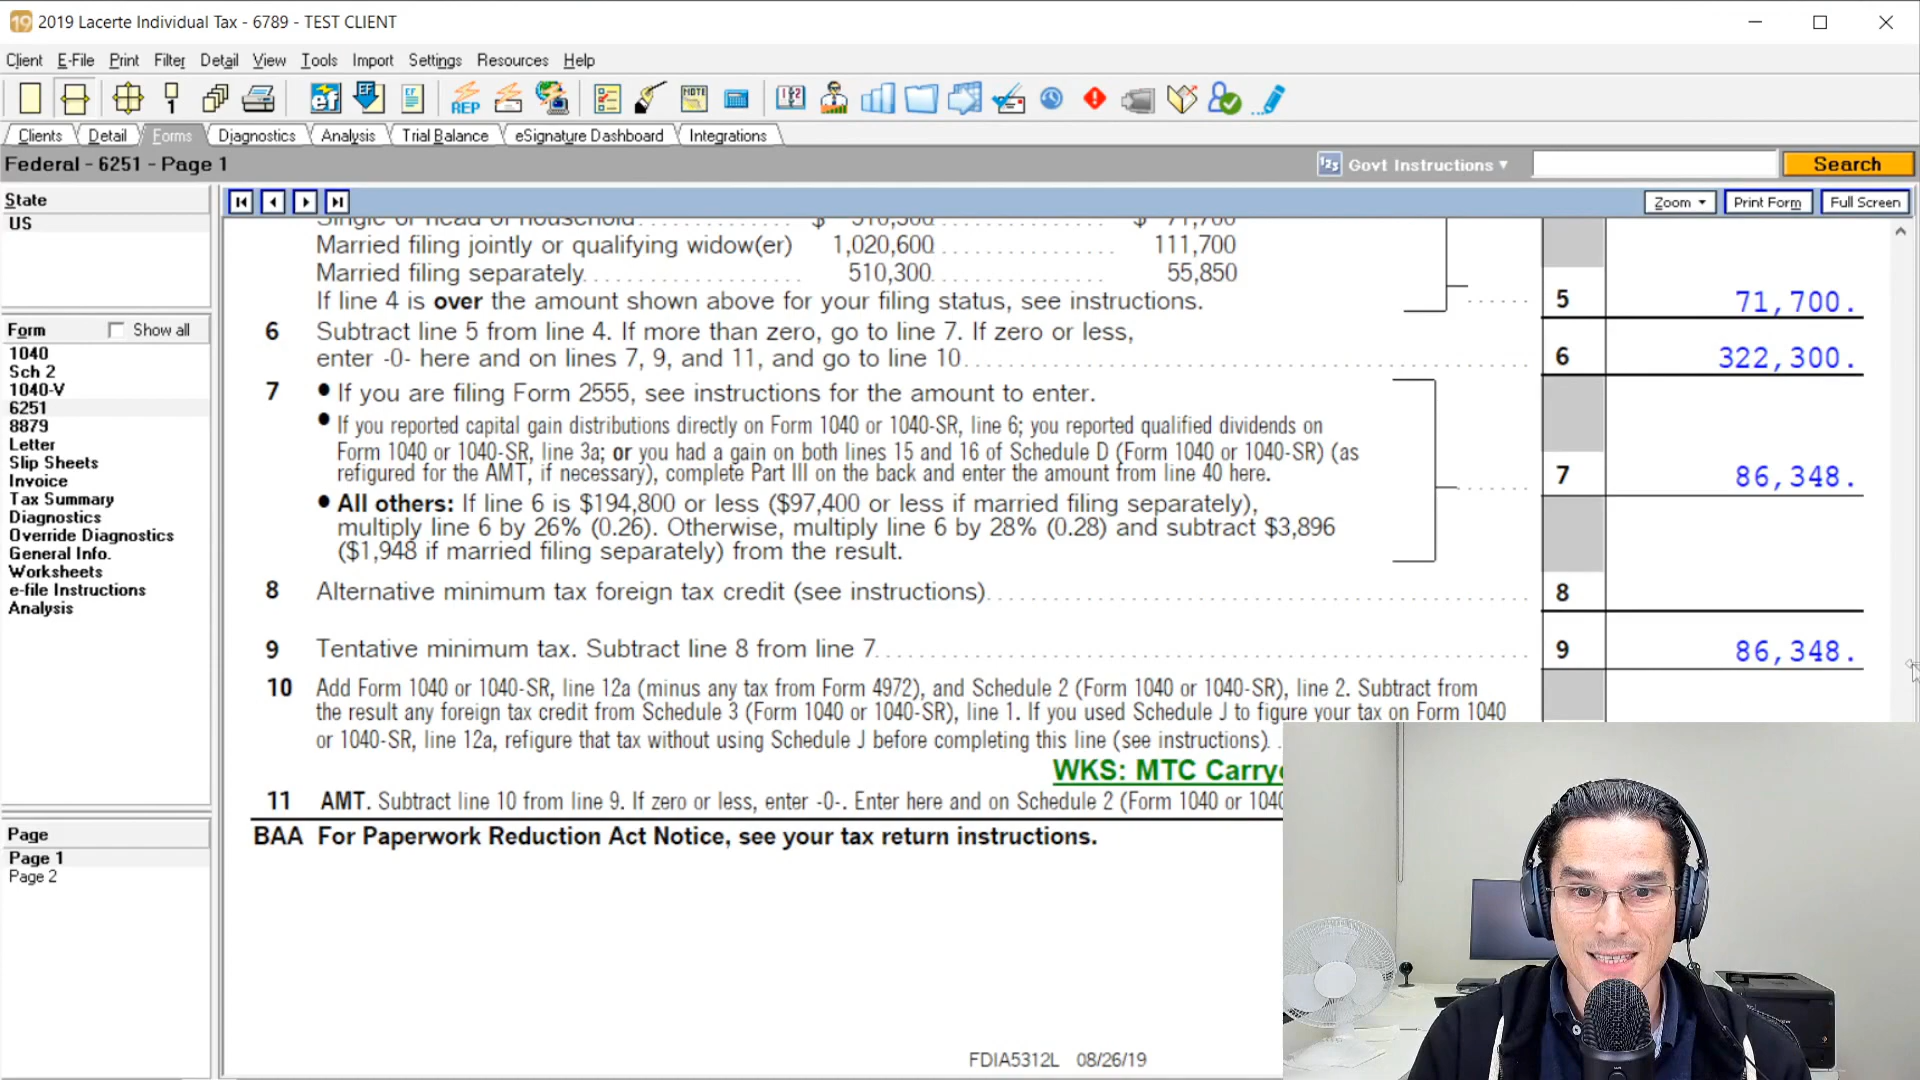 19 2019 Lacerte Individual Tax - 6789 - TEST CLIENT
Client E-File Print Filter Detail View Tools Import Settings Resources Help
1 ef EF EF REP NOTE
Clients Detail Forms Diagnostics Analysis Trial Balance eSignature Dashboard Integrations
Federal - 6251 - Page 1
123 Govt Instructions ▾ Search
State
US
Form Show all
1040
Sch 2
1040-V
6251
8879
Letter
Slip Sheets
Invoice
Tax Summary
Diagnostics
Override Diagnostics
General Info.
Worksheets
e-file Instructions
Analysis
Page
Page 1
Page 2
Zoom ▾ Print Form Full Screen
Single or head of household $ 510,300 $ 71,700
Married filing jointly or qualifying widow(er) 1,020,600 111,700
Married filing separately 510,300 55,850
If line 4 is over the amount shown above for your filing status, see instructions. 5 71,700.
6 Subtract line 5 from line 4. If more than zero, go to line 7. If zero or less,
enter -0- here and on lines 7, 9, and 11, and go to line 10 6 322,300.
7 • If you are filing Form 2555, see instructions for the amount to enter.
• If you reported capital gain distributions directly on Form 1040 or 1040-SR, line 6; you reported qualified dividends on
Form 1040 or 1040-SR, line 3a; or you had a gain on both lines 15 and 16 of Schedule D (Form 1040 or 1040-SR) (as
refigured for the AMT, if necessary), complete Part III on the back and enter the amount from line 40 here. 7 86,348.
• All others: If line 6 is $194,800 or less ($97,400 or less if married filing separately),
multiply line 6 by 26% (0.26). Otherwise, multiply line 6 by 28% (0.28) and subtract $3,896
($1,948 if married filing separately) from the result.
8 Alternative minimum tax foreign tax credit (see instructions) 8
9 Tentative minimum tax. Subtract line 8 from line 7 9 86,348.
10 Add Form 1040 or 1040-SR, line 12a (minus any tax from Form 4972), and Schedule 2 (Form 1040 or 1040-SR), line 2. Subtract from
the result any foreign tax credit from Schedule 3 (Form 1040 or 1040-SR), line 1. If you used Schedule J to figure your tax on Form 1040
or 1040-SR, line 12a, refigure that tax without using Schedule J before completing this line (see instructions)
WKS: MTC Carry
11 AMT. Subtract line 10 from line 9. If zero or less, enter -0-. Enter here and on Schedule 2 (Form 1040 or 104
BAA For Paperwork Reduction Act Notice, see your tax return instructions.
FDIA5312L 08/26/19